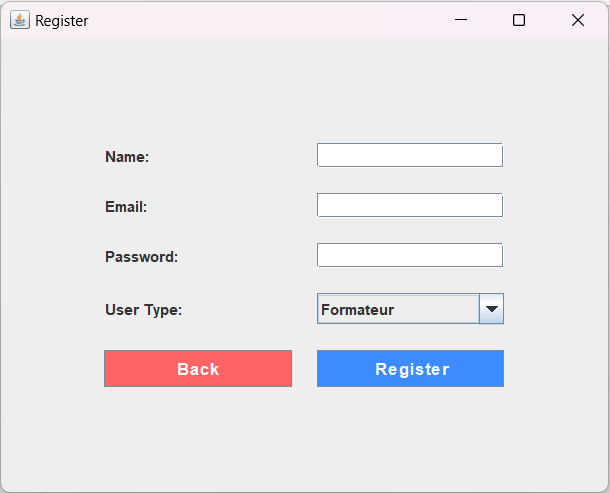 Register
Name:
Email:
Password:
User Type:
Formateur
Back
Register